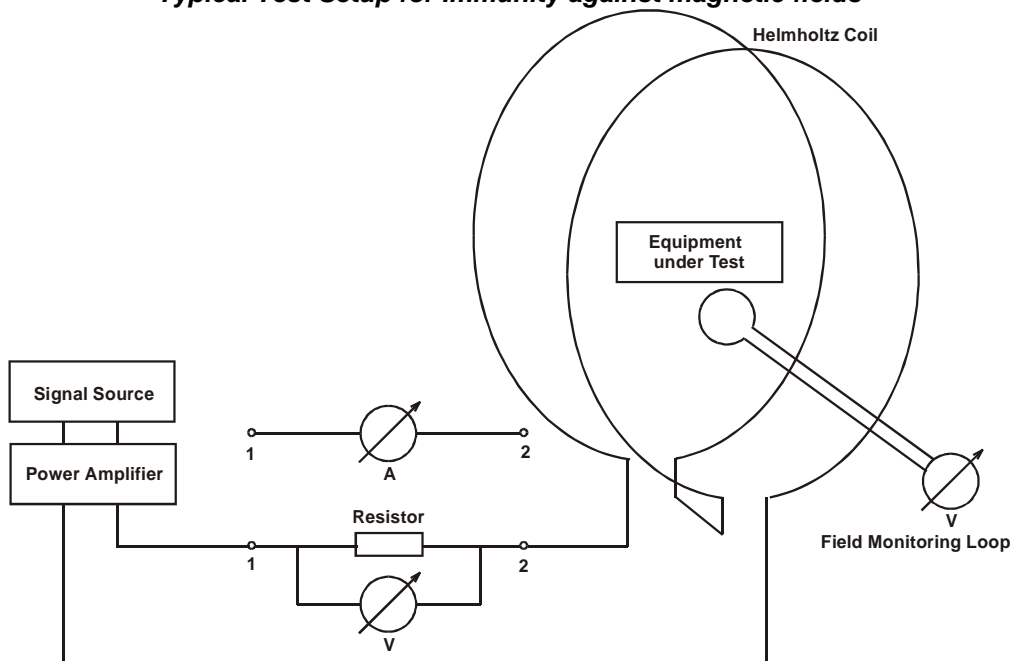 Typical Test Setup for immunity against magnetic fields
Helmholtz Coil
Equipment
under Test
Signal Source
Power Amplifier
1
2
A
Resistor
1
2
V
V
Field Monitoring Loop